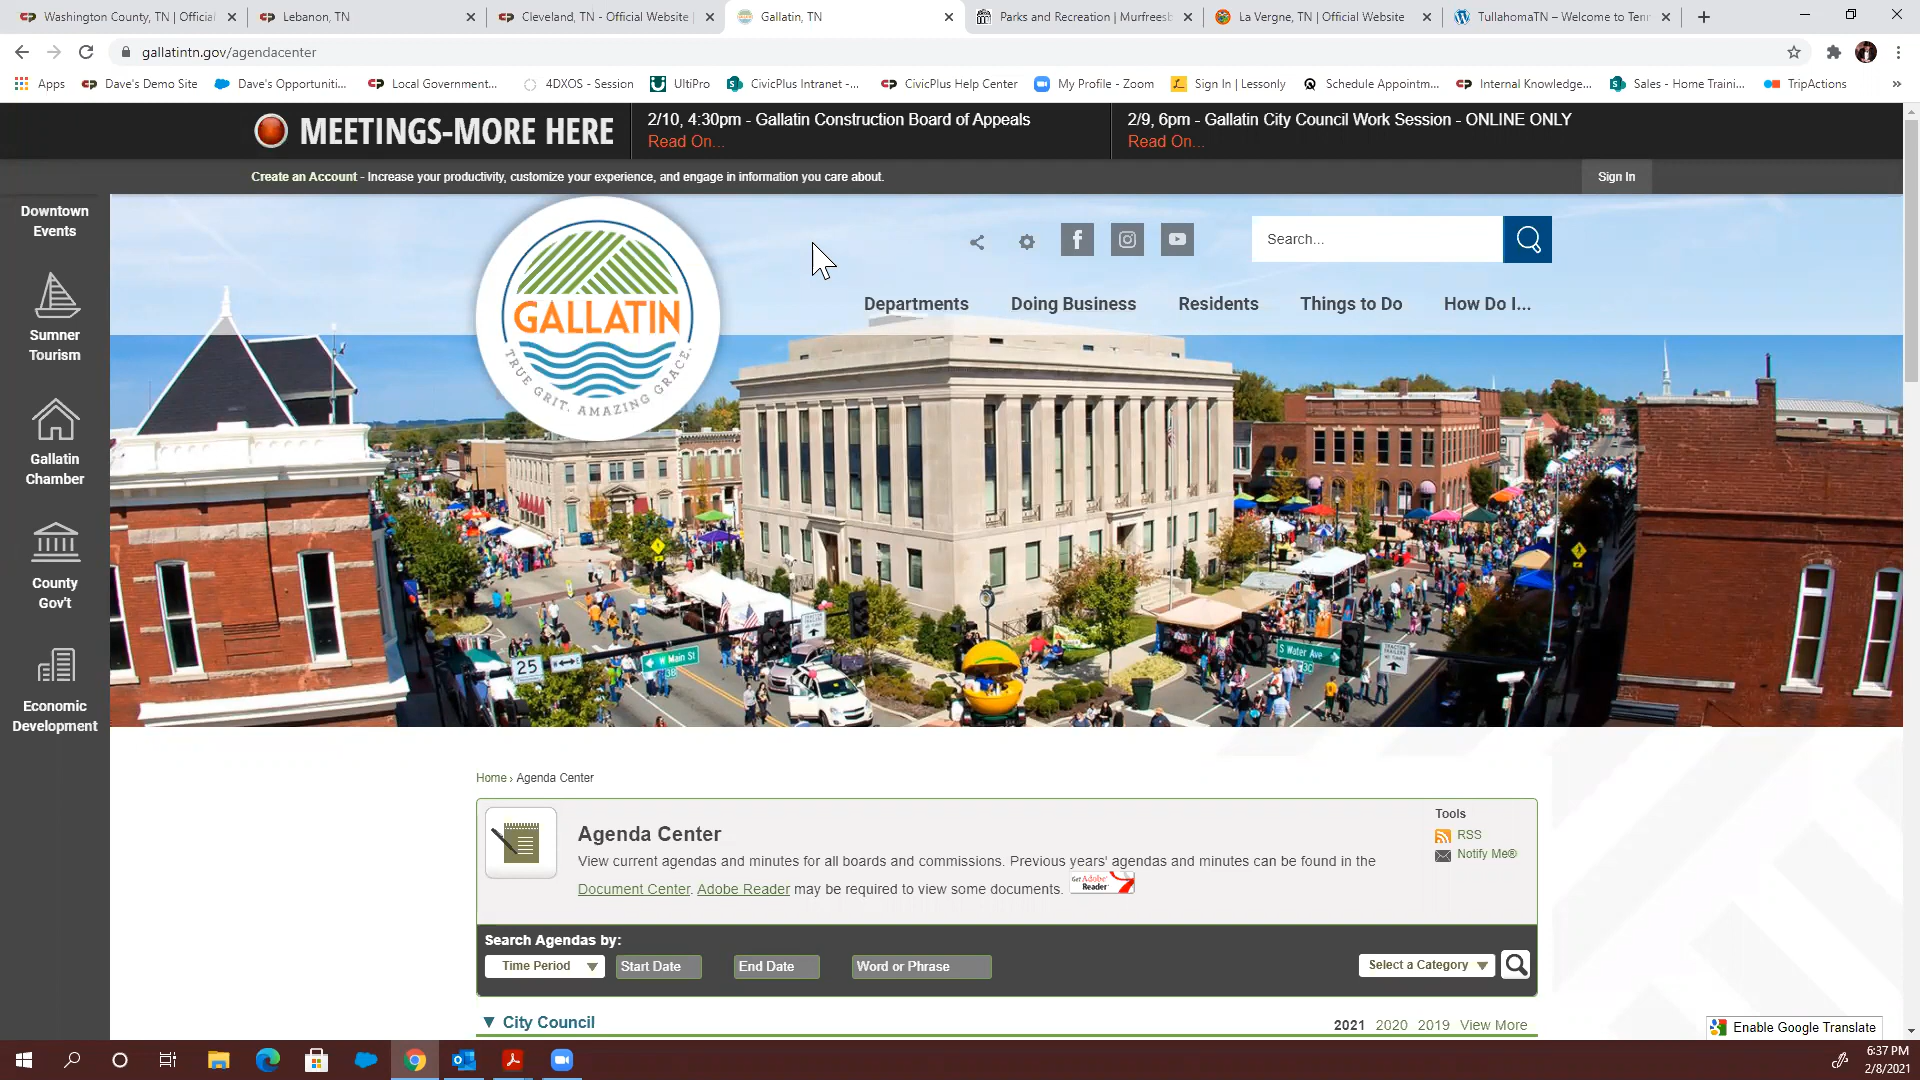 Washington County, TN | Official
Lebanon, TN
Cleveland, TN - Official Website |
Gallatin, TN
Parks and Recreation | Murfreesb
La Vergne, TN | Official Website
TullahomaTN – Welcome to Tenn
gallatintn.gov/agendacenter
Apps
Dave's Demo Site
Dave's Opportuniti...
Local Government...
4DXOS - Session
UltiPro
CivicPlus Intranet -...
CivicPlus Help Center
My Profile - Zoom
Sign In | Lessonly
Schedule Appointm...
Internal Knowledge...
Sales - Home Traini...
TripActions
MEETINGS-MORE HERE
2/10, 4:30pm - Gallatin Construction Board of Appeals
Read On...
2/9, 6pm - Gallatin City Council Work Session - ONLINE ONLY
Read On...
Create an Account - Increase your productivity, customize your experience, and engage in information you care about.
Sign In
Downtown
Events
Sumner
Tourism
Gallatin
Chamber
County
Gov't
Economic
Development
GALLATIN
TRUE GRIT. AMAZING GRACE.
Search...
Departments
Doing Business
Residents
Things to Do
How Do I...
25
W Main St
S Water Ave
Home › Agenda Center
Agenda Center
View current agendas and minutes for all boards and commissions. Previous years' agendas and minutes can be found in the
Document Center. Adobe Reader may be required to view some documents.
Get Adobe
Reader
Tools
RSS
Notify Me®
Search Agendas by:
Time Period
Start Date
End Date
Word or Phrase
Select a Category
City Council
2021
2020
2019
View More
Enable Google Translate
6:37 PM
2/8/2021